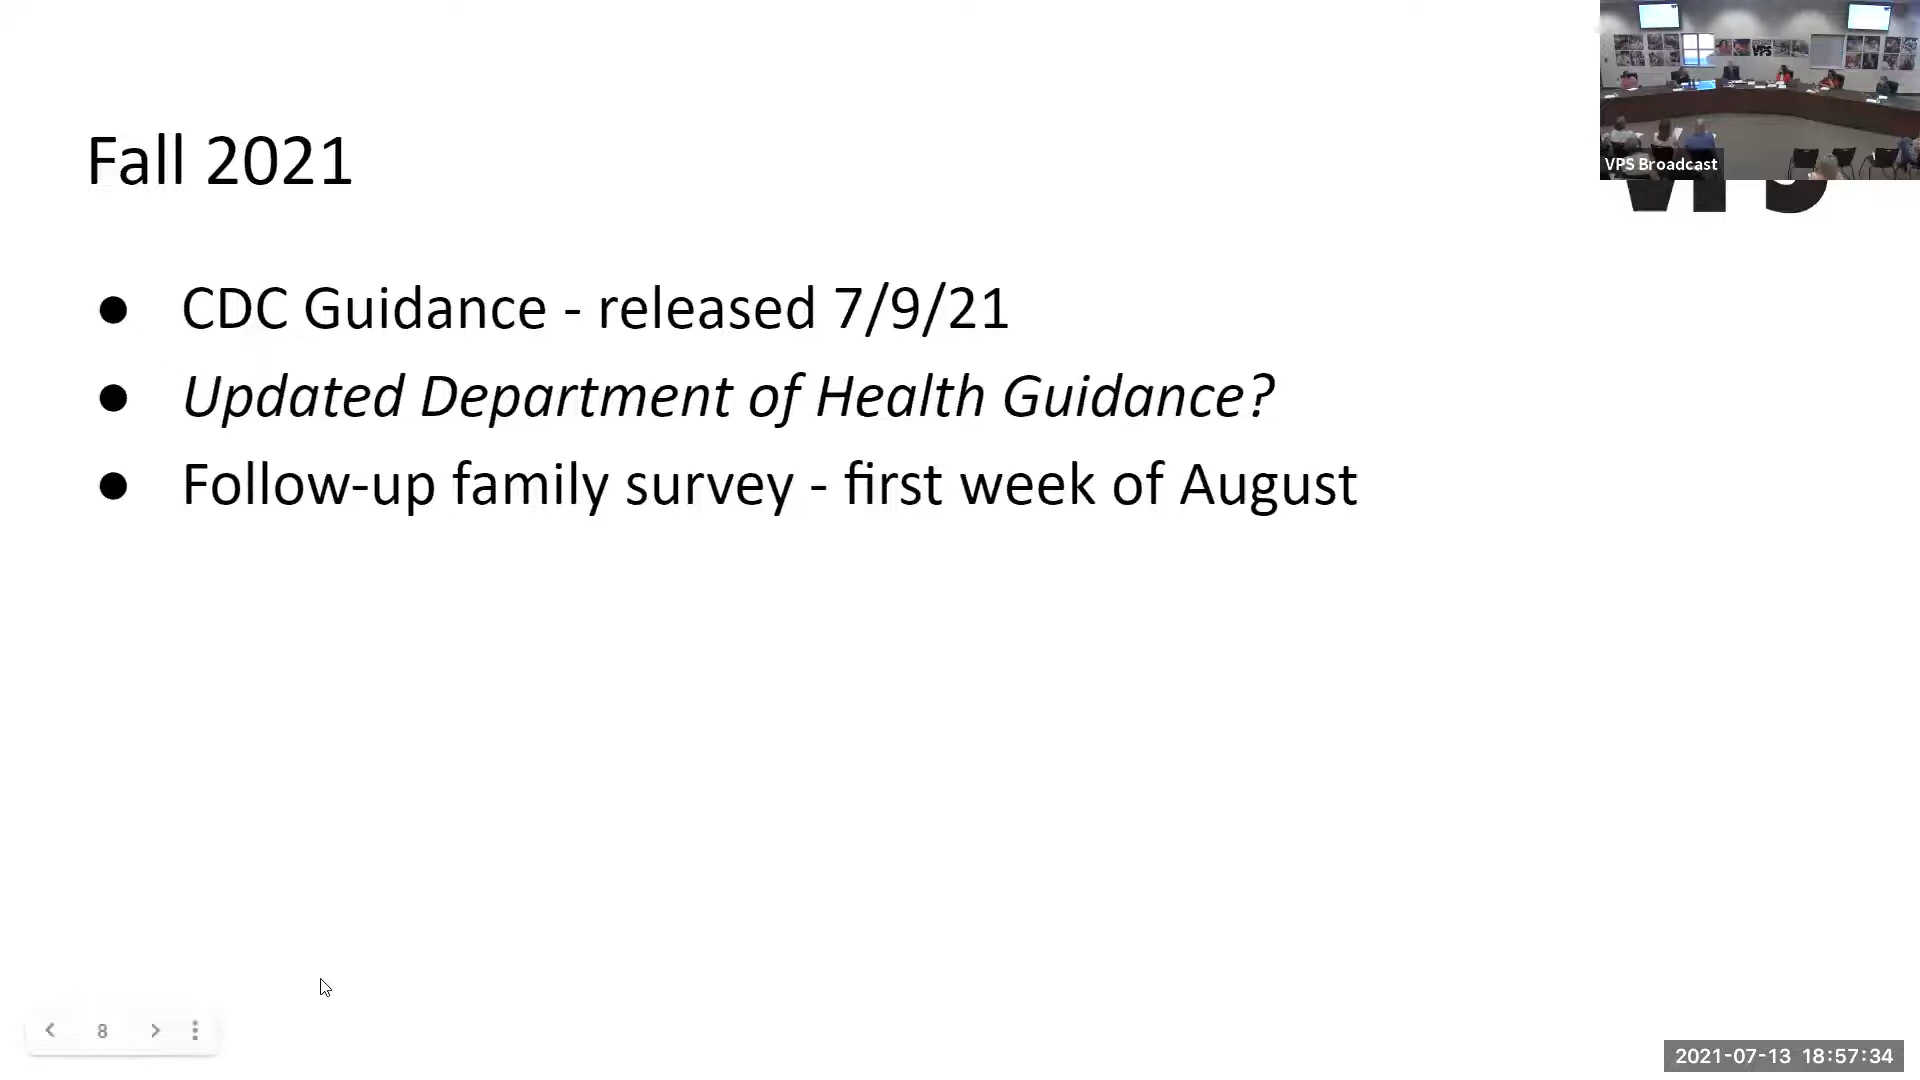 VPS
VPS Broadcast
Fall 2021
● CDC Guidance - released 7/9/21
● Updated Department of Health Guidance?
● Follow-up family survey - first week of August
8
2021-07-13 18:57:34